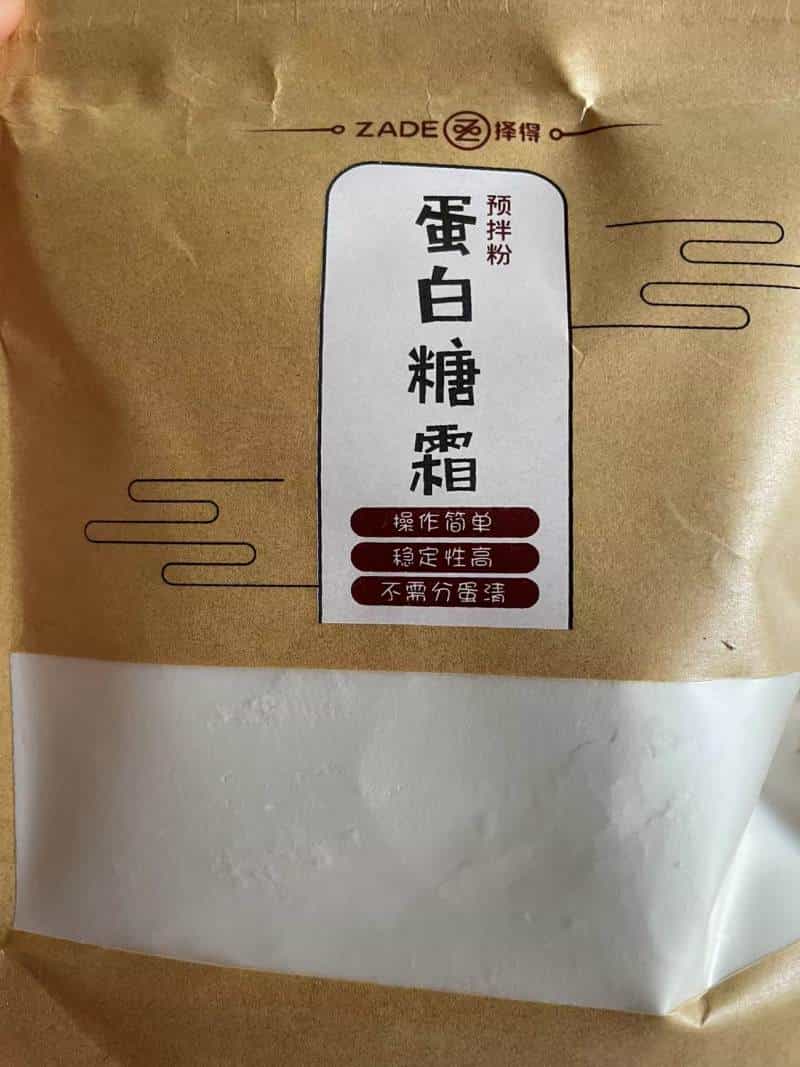 ZADE 择得
蛋白糖霜
预拌粉
操作简单
稳定性高
不需分蛋清